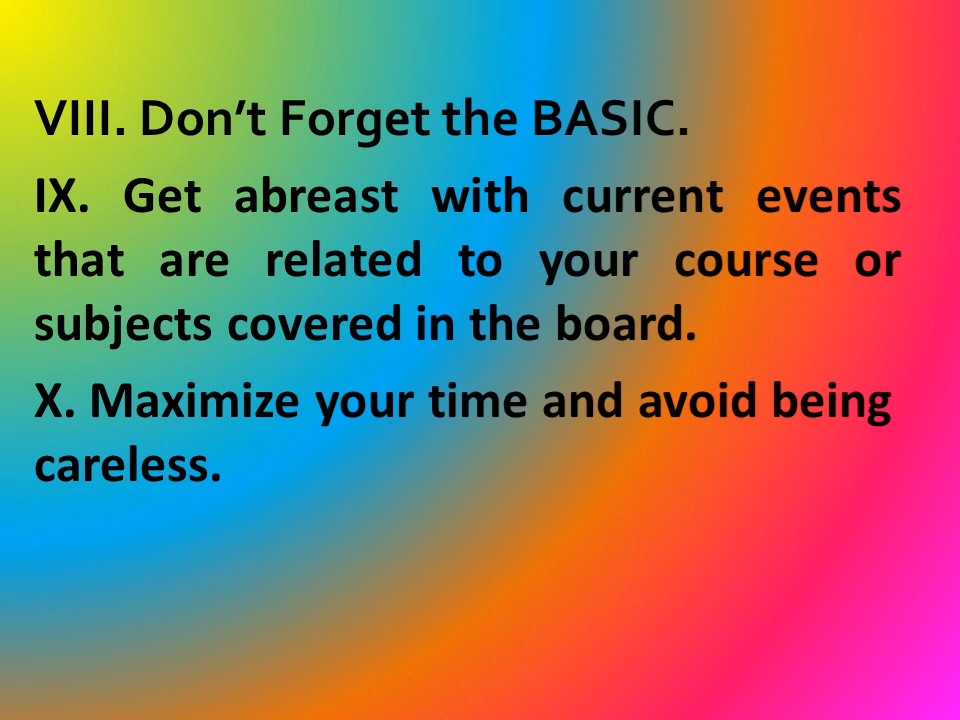 VIII. Don’t Forget the BASIC.
IX. Get abreast with current events
that are related to your course or
subjects covered in the board.
X. Maximize your time and avoid being
careless.